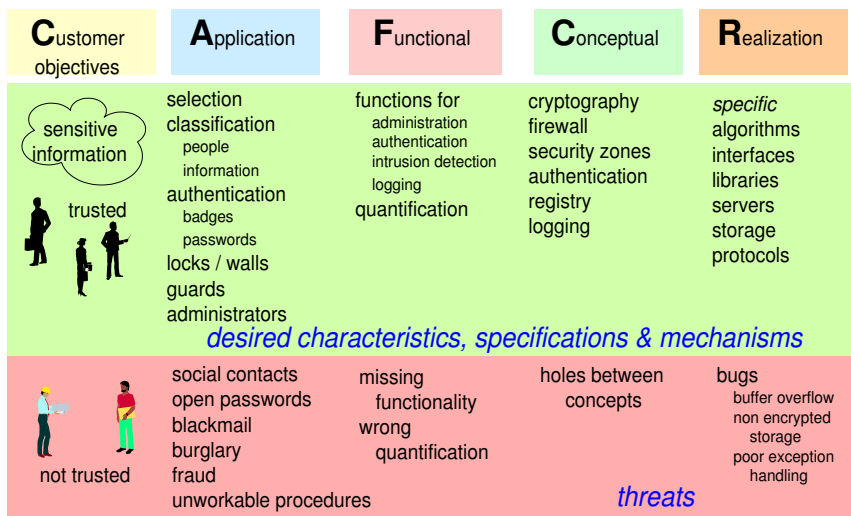 Customer
objectives
Application
Functional
Conceptual
Realization
sensitive
information
trusted
selection
classification
people
information
authentication
badges
passwords
locks / walls
guards
administrators
functions for
administration
authentication
intrusion detection
logging
quantification
cryptography
firewall
security zones
authentication
registry
logging
specific
algorithms
interfaces
libraries
servers
storage
protocols
desired characteristics, specifications & mechanisms
not trusted
social contacts
open passwords
blackmail
burglary
fraud
unworkable procedures
missing
functionality
wrong
quantification
holes between
concepts
bugs
buffer overflow
non encrypted
storage
poor exception
handling
threats